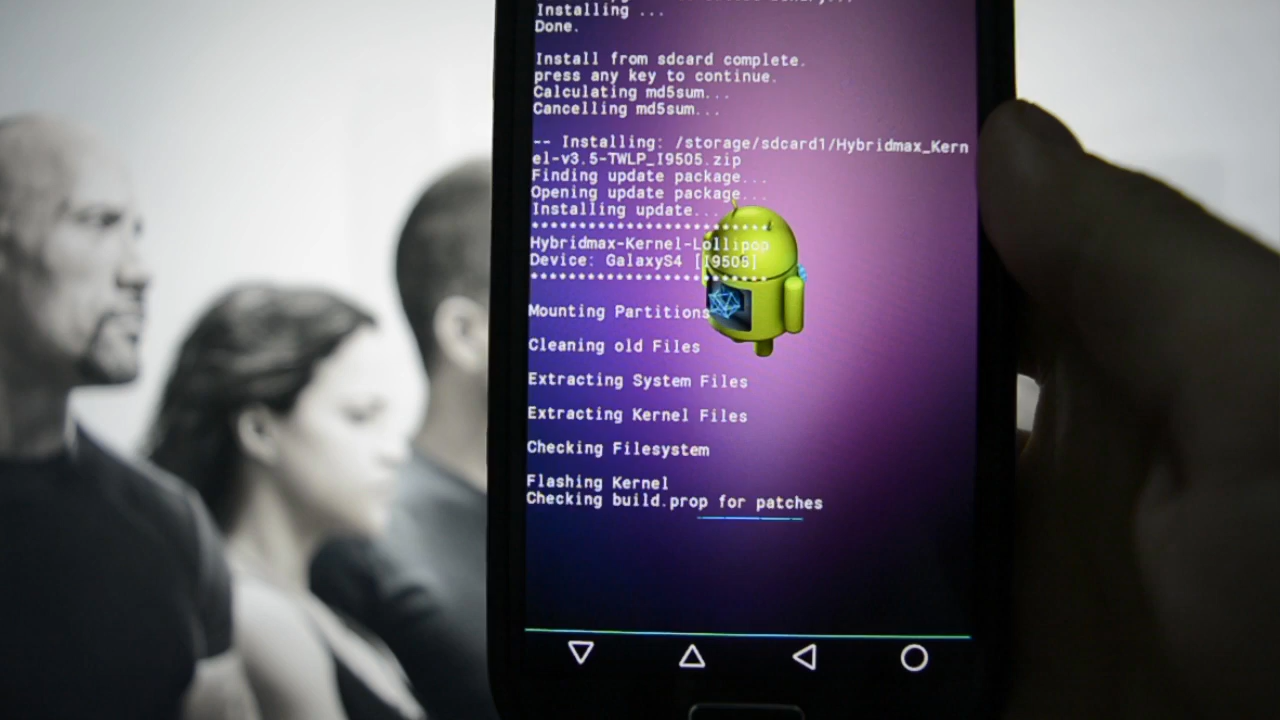 Installing ...
Done.
Install from sdcard complete.
press any key to continue.
Calculating md5sum...
Cancelling md5sum...
-- Installing: /storage/sdcard1/Hybridmax_Kern
el-v3.5-TWLP_I9505.zip
Finding update package...
Opening update package...
Installing update...
Hybridmax-Kernel-Lollipop
Device: GalaxyS4 [I9505]
Mounting Partitions
Cleaning old Files
Extracting System Files
Extracting Kernel Files
Checking Filesystem
Flashing Kernel
Checking build.prop for patches